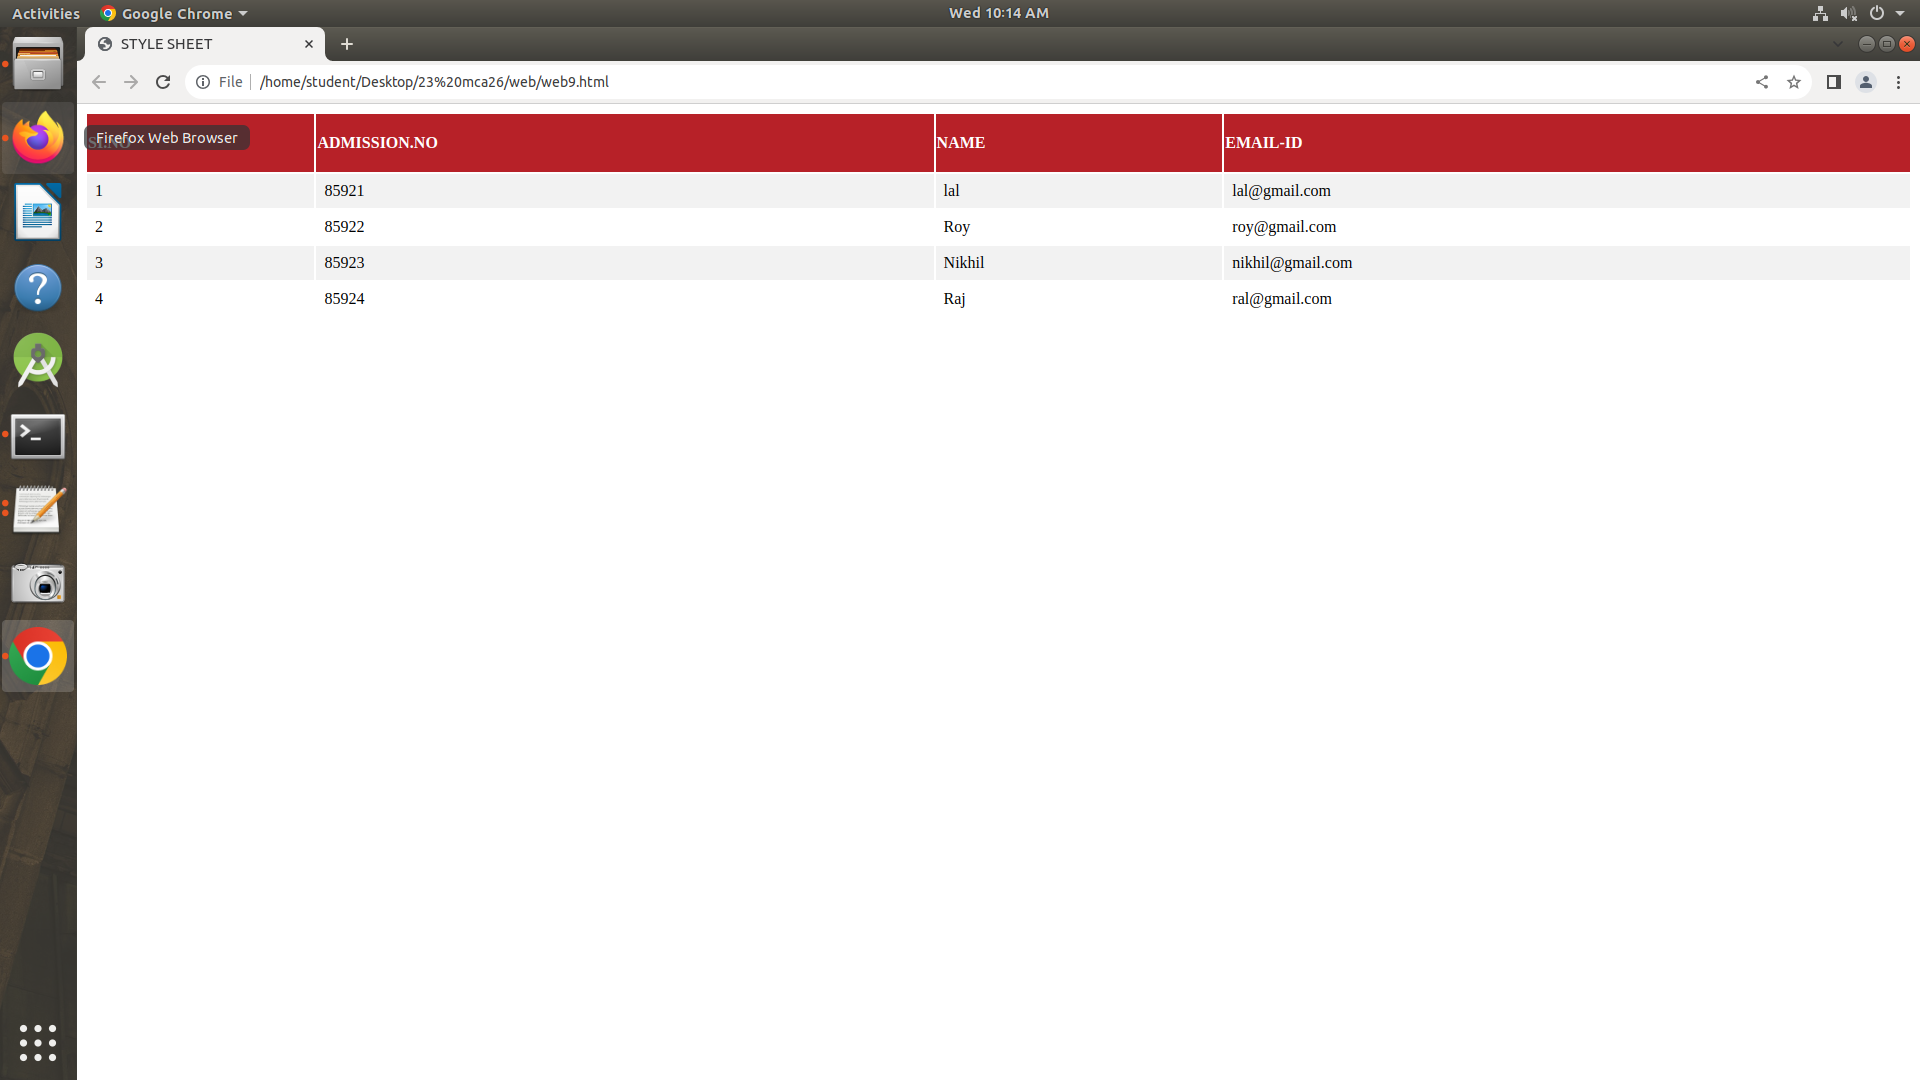 Activities Google Chrome Wed 10:14 AM
STYLE SHEET
File /home/student/Desktop/23%20mca26/web/web9.html
Firefox Web Browser
SI.NO ADMISSION.NO NAME EMAIL-ID
1 85921 lal lal@gmail.com
2 85922 Roy roy@gmail.com
3 85923 Nikhil nikhil@gmail.com
4 85924 Raj ral@gmail.com